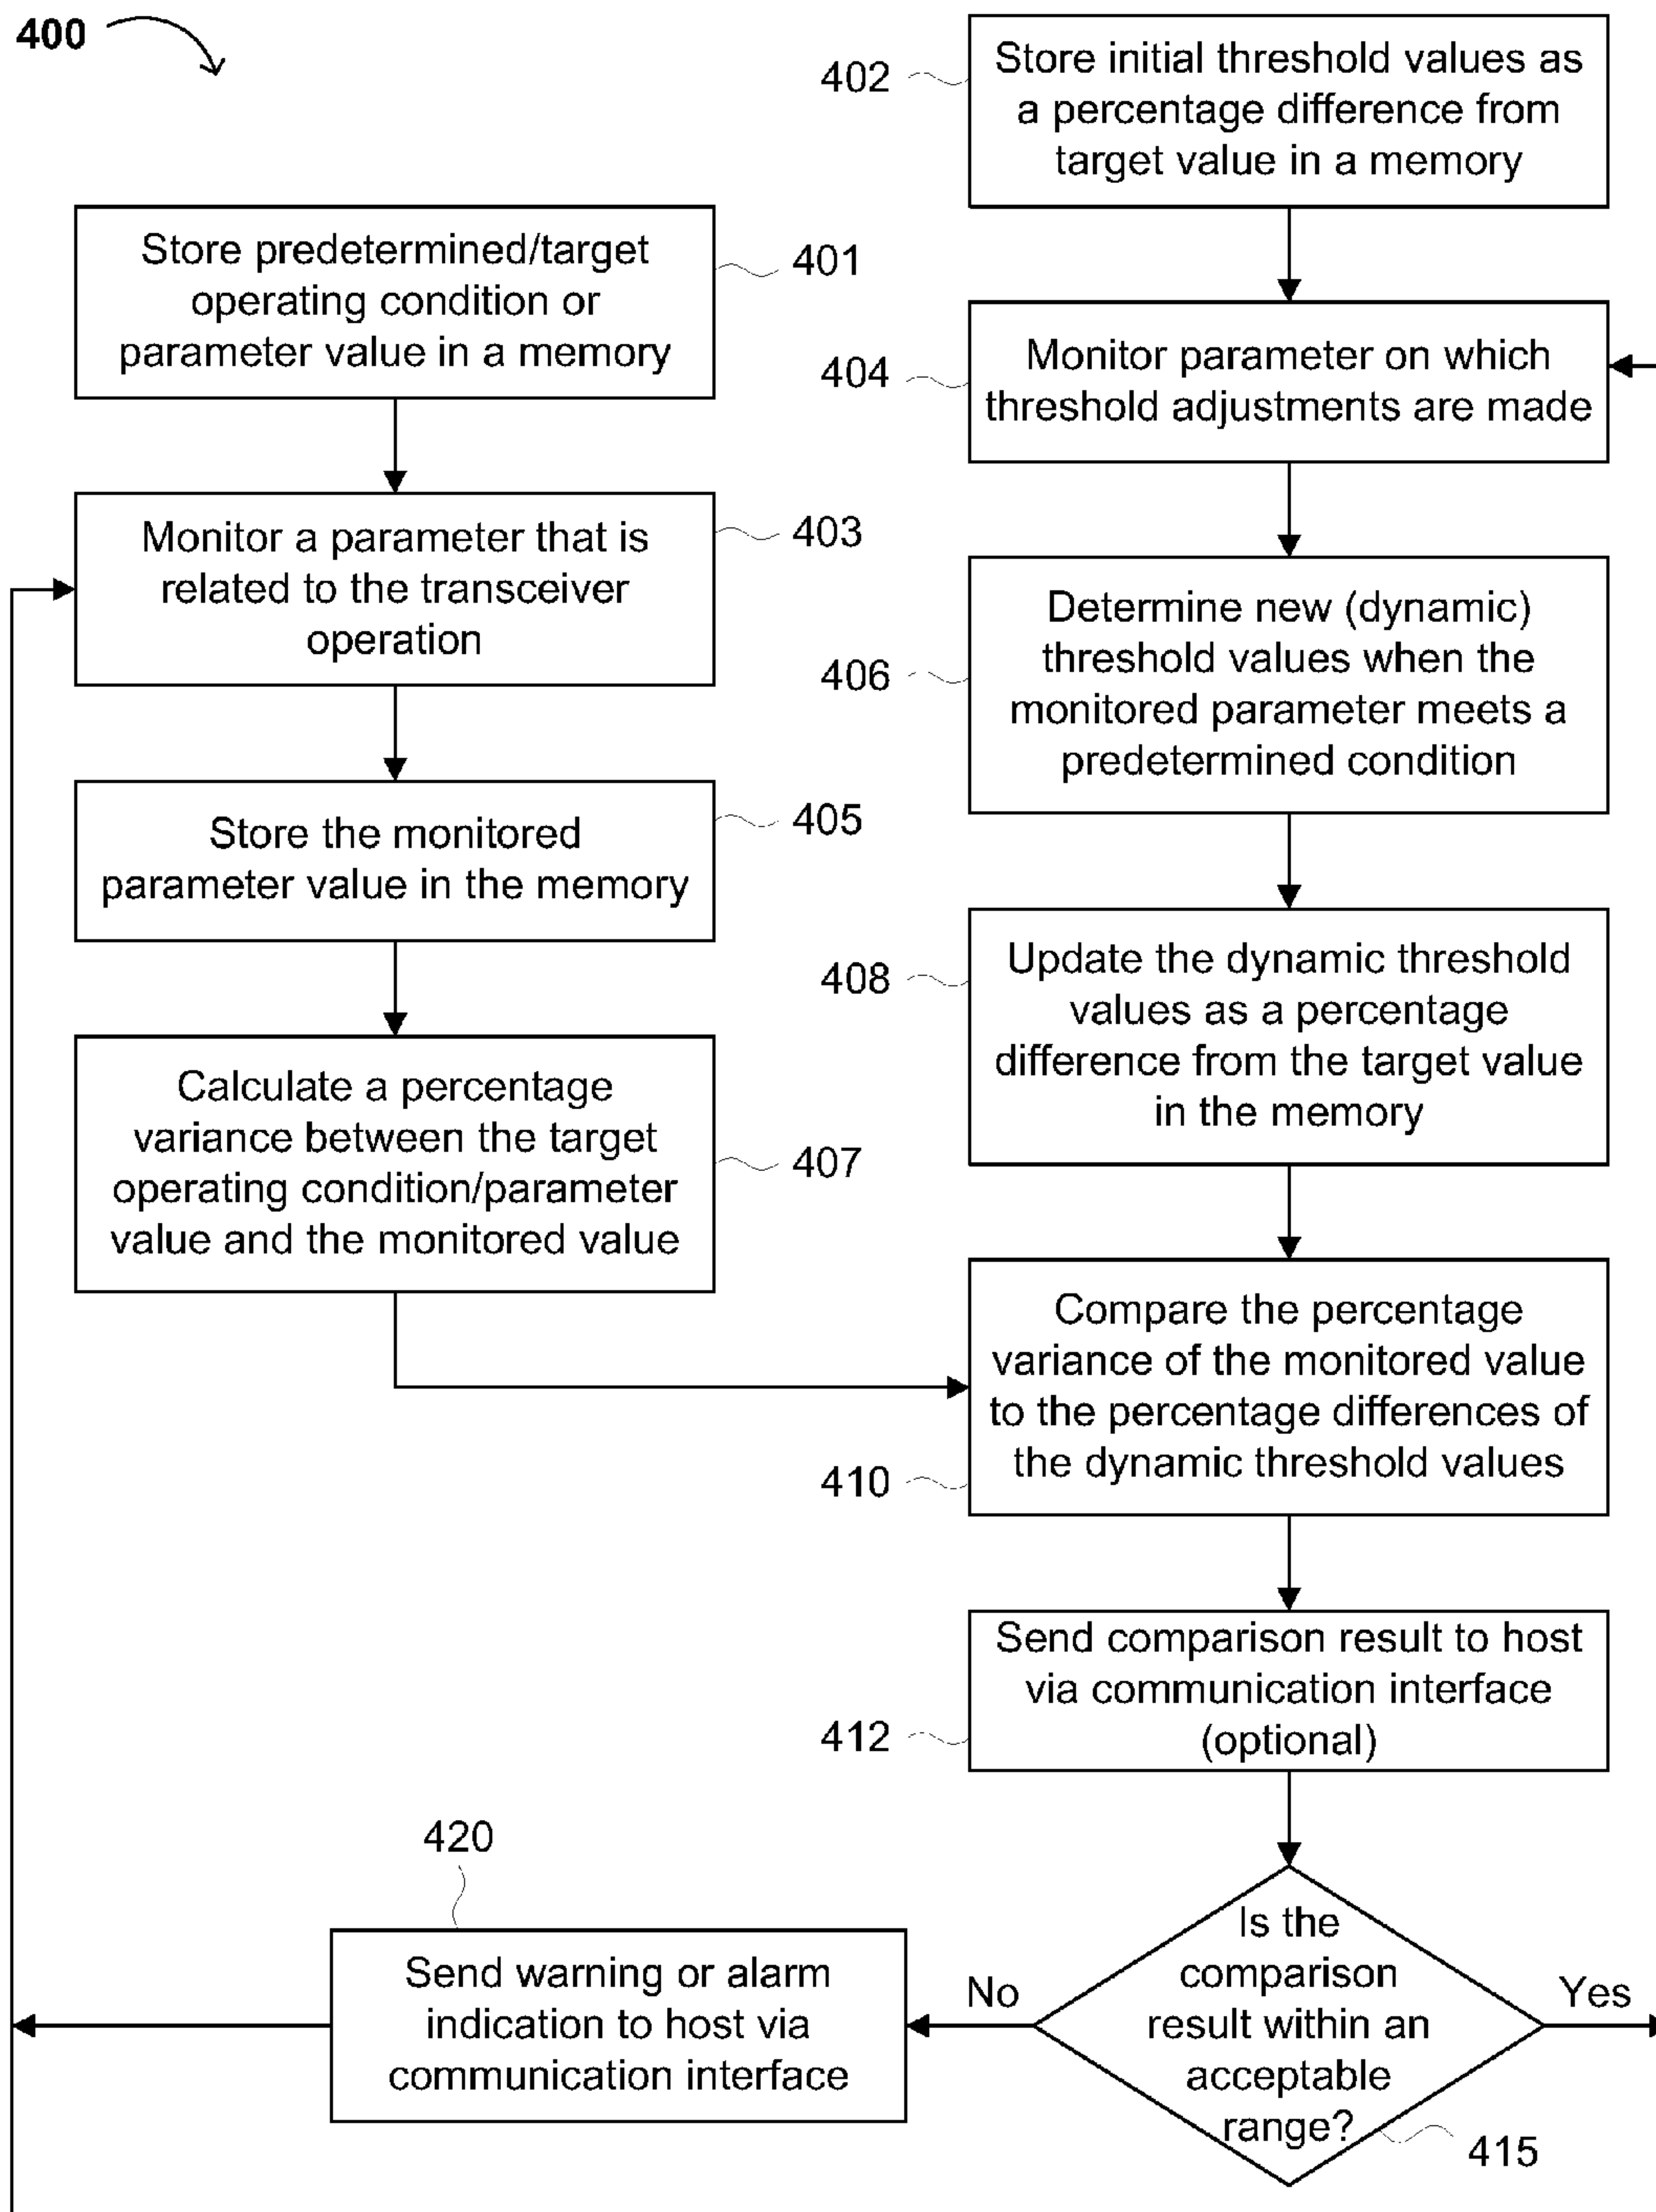 400
402
Store initial threshold values as
a percentage difference from
target value in a memory
Store predetermined/target
operating condition or
parameter value in a memory
401
404
Monitor parameter on which
threshold adjustments are made
Monitor a parameter that is
related to the transceiver
operation
403
406
Determine new (dynamic)
threshold values when the
monitored parameter meets a
predetermined condition
Store the monitored
parameter value in the memory
405
408
Update the dynamic threshold
values as a percentage
difference from the target value
in the memory
Calculate a percentage
variance between the target
operating condition/parameter
value and the monitored value
407
Compare the percentage
variance of the monitored value
to the percentage differences of
the dynamic threshold values
410
Send comparison result to host
via communication interface
(optional)
412
420
Send warning or alarm
indication to host via
communication interface
No
Is the
comparison
result within an
acceptable
range?
Yes
415